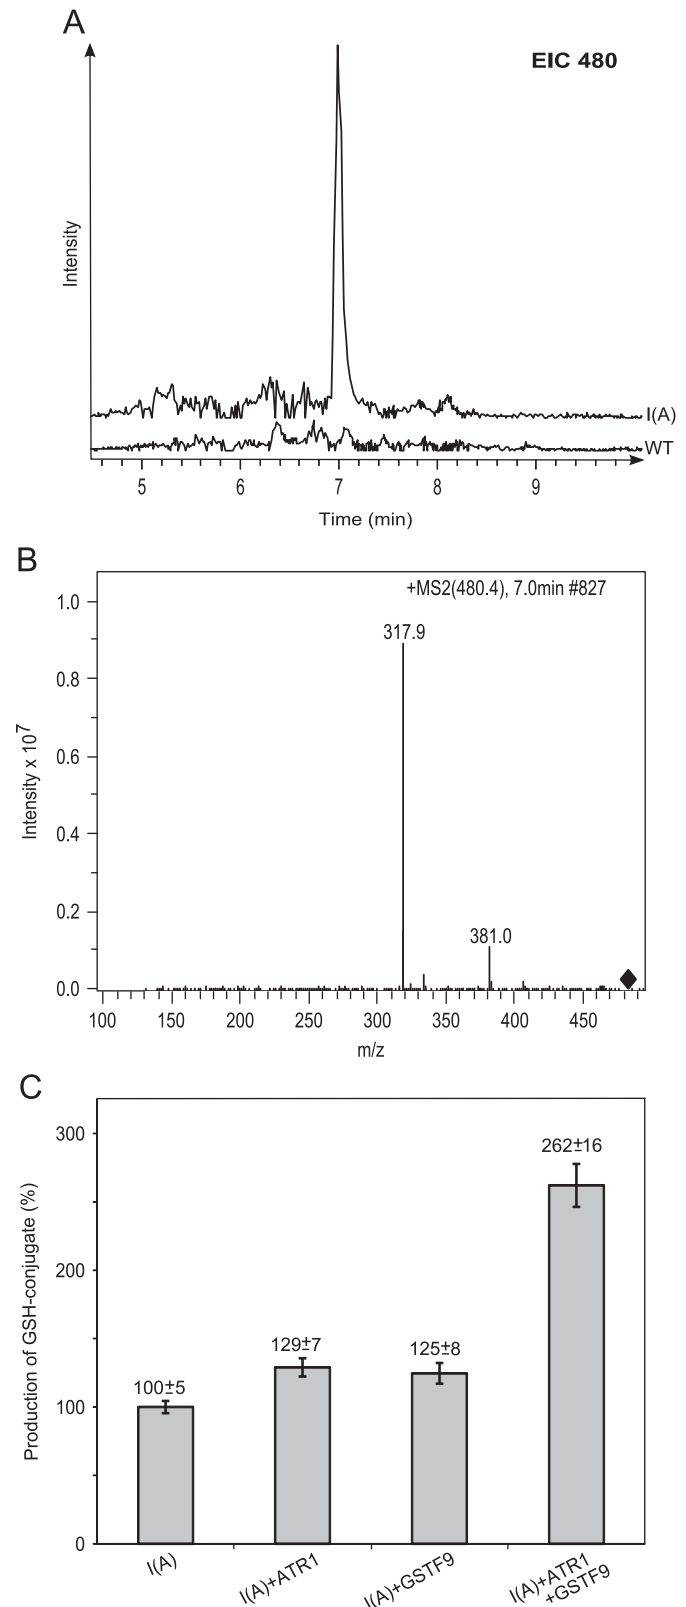 A
EIC 480
Intensity
I(A)
WT
5 6 7 8 9
Time (min)
B
+MS2(480.4), 7.0min #827
317.9
381.0
1.0
0.8
0.6
0.4
0.2
0.0
Intensity x 10⁷
100 150 200 250 300 350 400 450
m/z
C
300
200
100
0
Production of GSH-conjugate (%)
100±5
129±7
125±8
262±16
I(A)
I(A)+ATR1
I(A)+GSTF9
I(A)+ATR1
+GSTF9